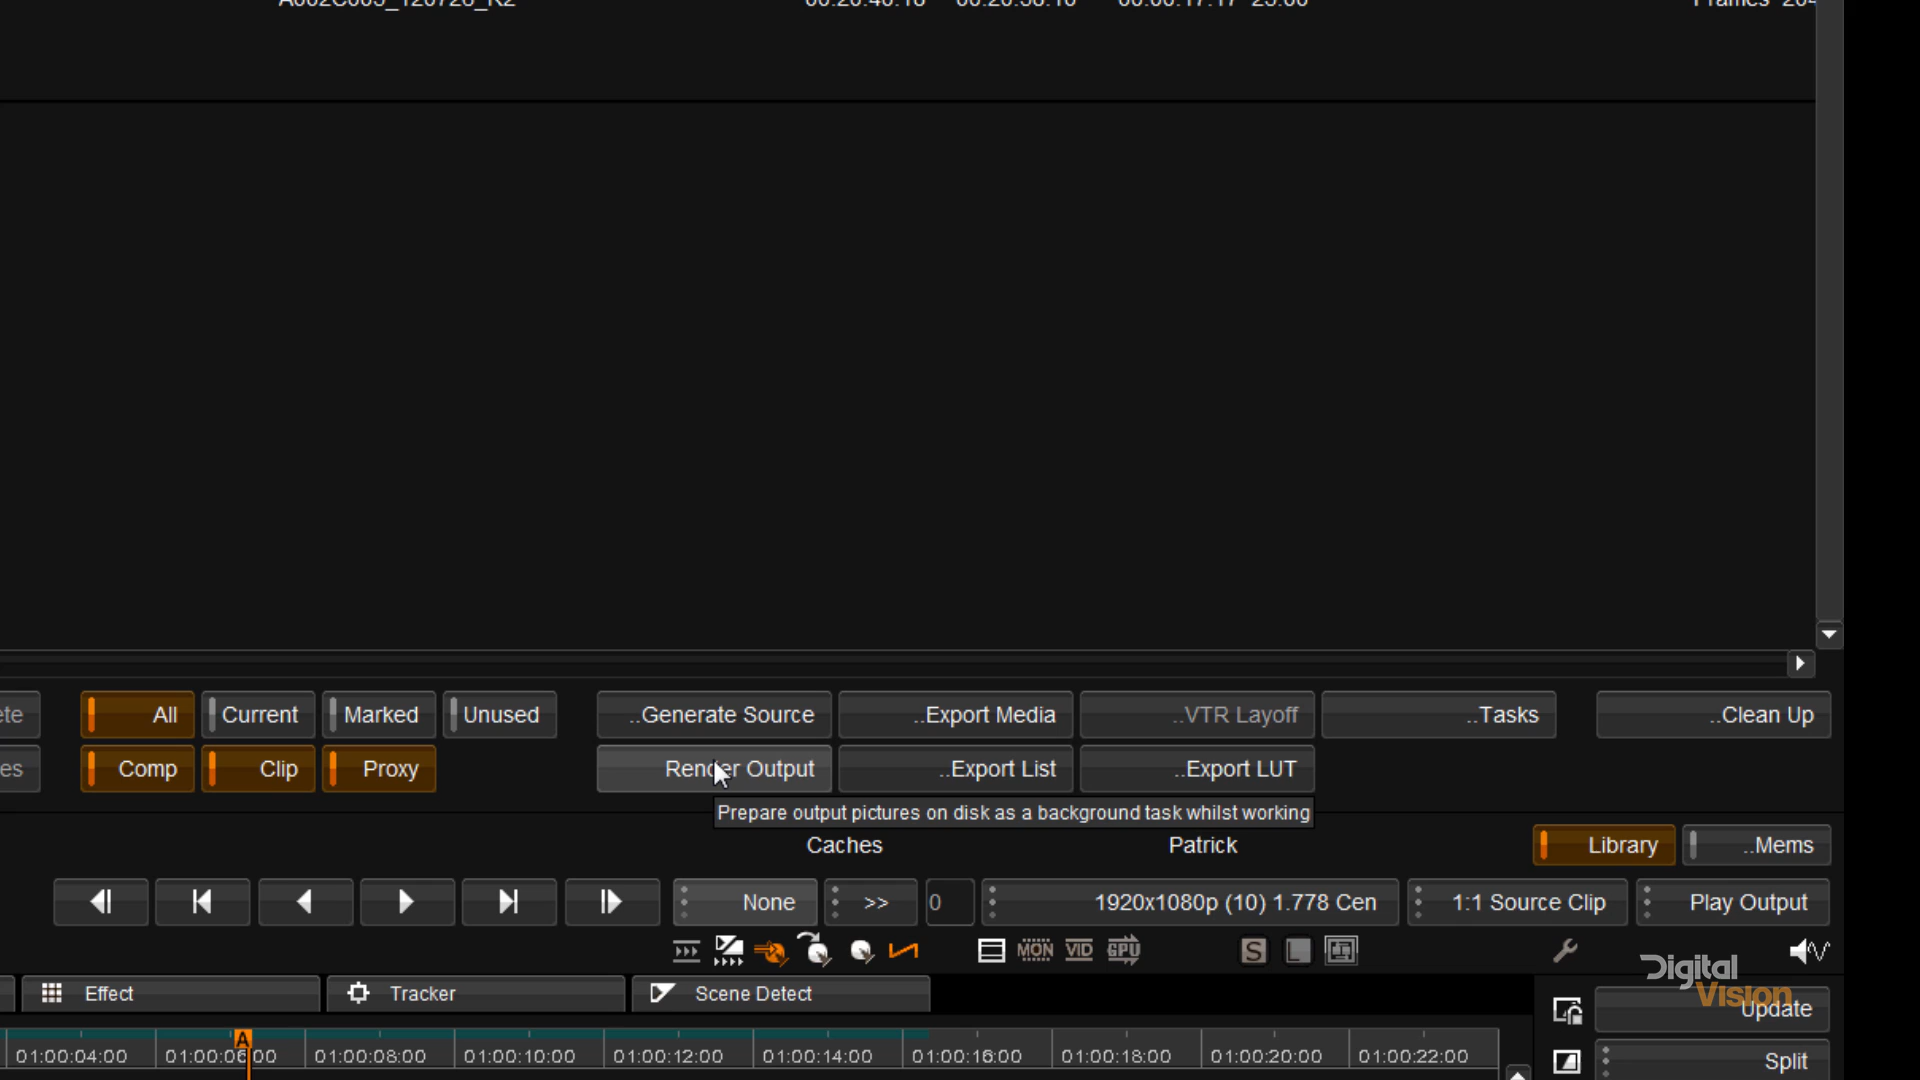 Frames
ete
All
Current
Marked
Unused
..Generate Source
..Export Media
..VTR Layoff
..Tasks
..Clean Up
es
Comp
Clip
Proxy
Render Output
..Export List
..Export LUT
Prepare output pictures on disk as a background task whilst working
Caches
Patrick
Library
..Mems
None
>>
0
1920x1080p (10) 1.778 Cen
1:1 Source Clip
Play Output
MON
VID
GPU
S
Digital
Vision
Effect
Tracker
Scene Detect
Update
A
01:00:04:00
01:00:06:00
01:00:08:00
01:00:10:00
01:00:12:00
01:00:14:00
01:00:16:00
01:00:18:00
01:00:20:00
01:00:22:00
Split